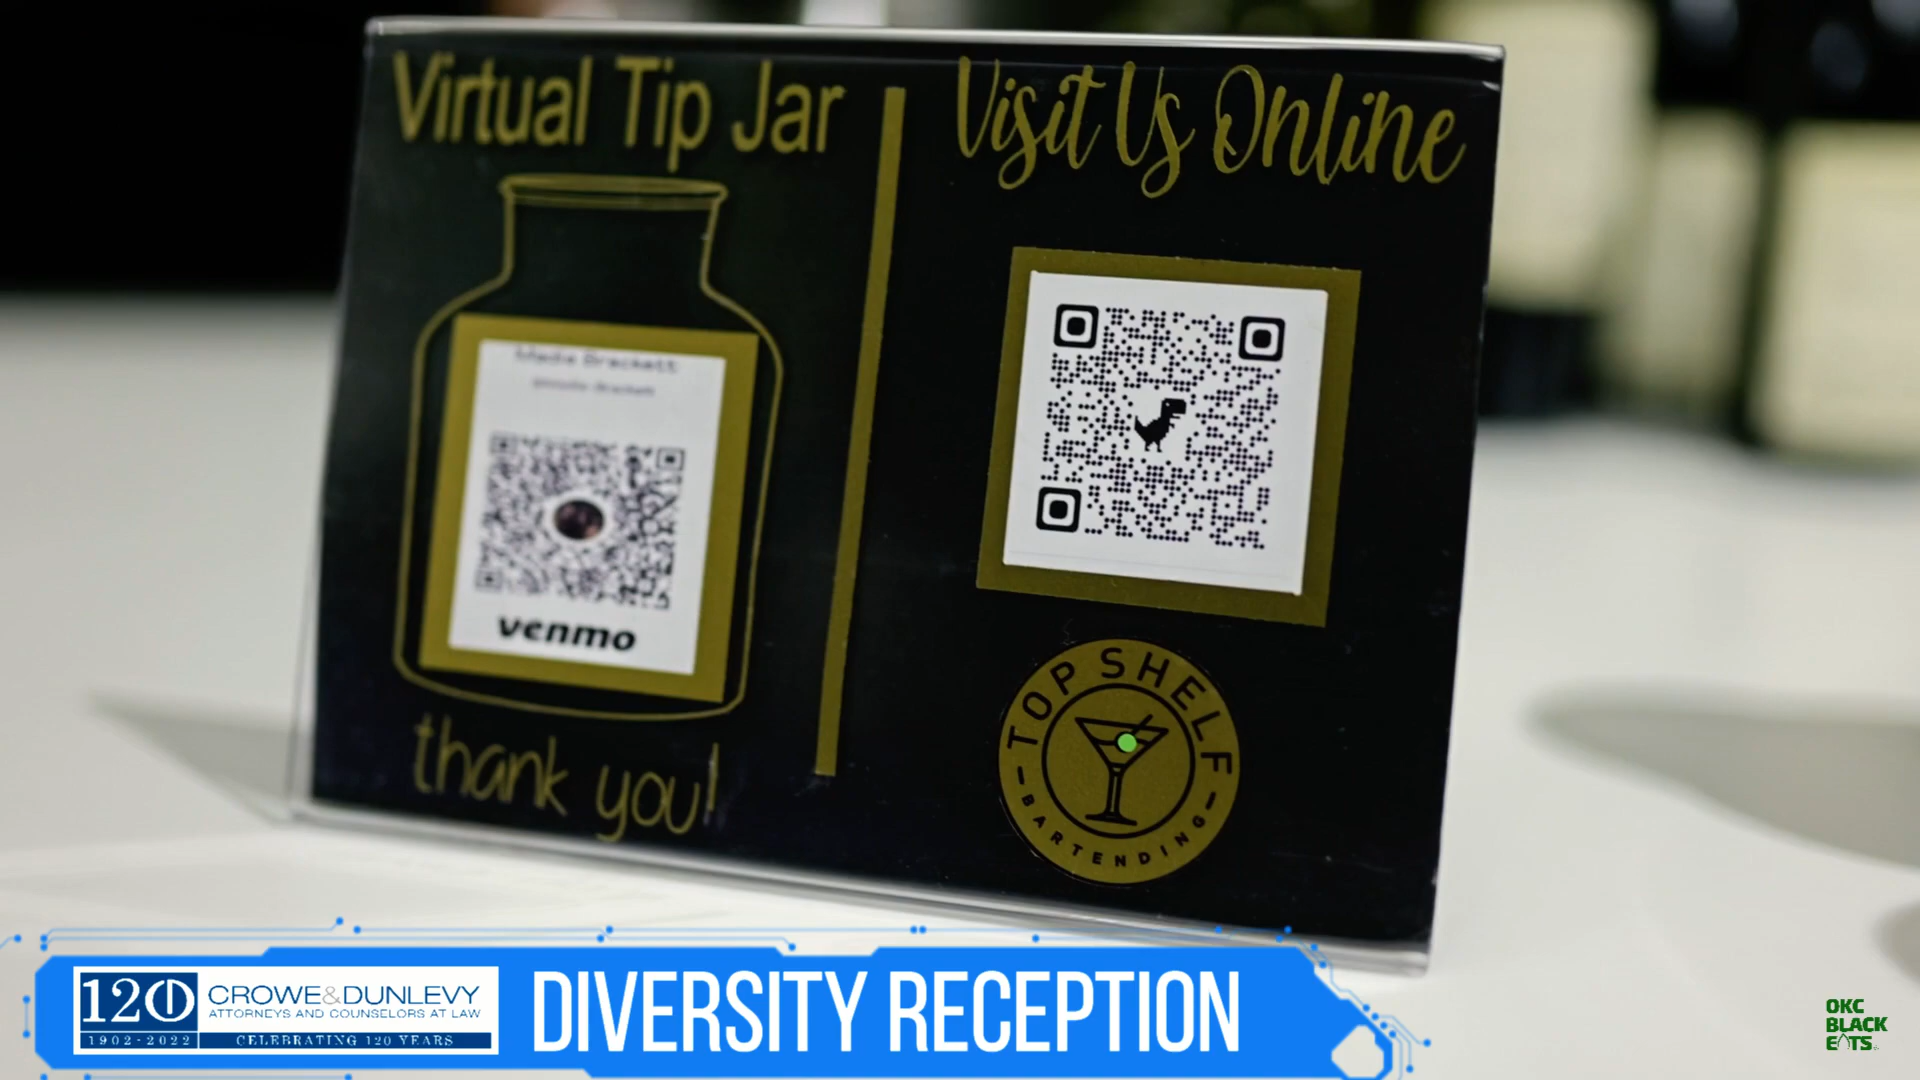 Virtual Tip Jar
Visit Us Online
Brackett
venmo
thank you!
TOP SHELF
BARTENDING
120
1902-2022
CROWE&DUNLEVY
ATTORNEYS AND COUNSELORS AT LAW
CELEBRATING 120 YEARS
DIVERSITY RECEPTION
OKC
BLACK
EATS